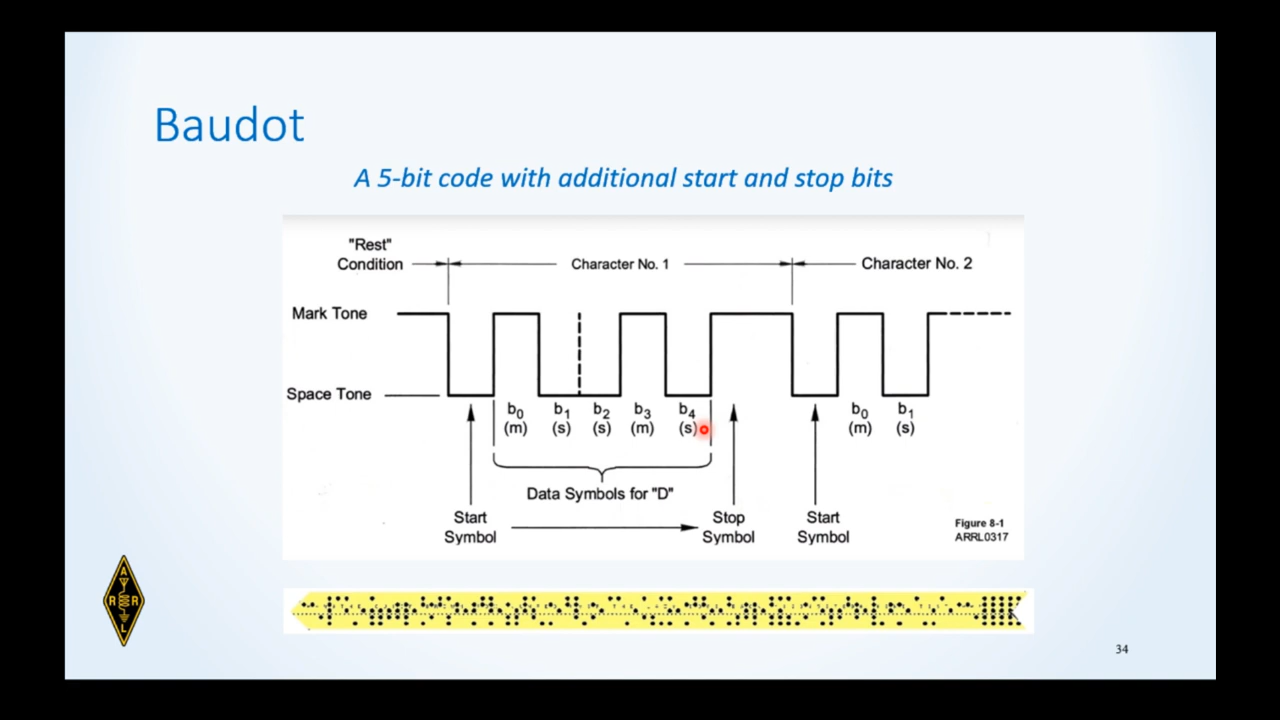 Baudot
A 5-bit code with additional start and stop bits
"Rest"
Condition
Character No. 1
Character No. 2
Mark Tone
Space Tone
b0 b1 b2 b3 b4 b0 b1
(m) (s) (s) (m) (s) (m) (s)
Data Symbols for "D"
Start
Symbol
Stop
Symbol
Start
Symbol
Figure 8-1
ARRL0317
A
R R
L
34